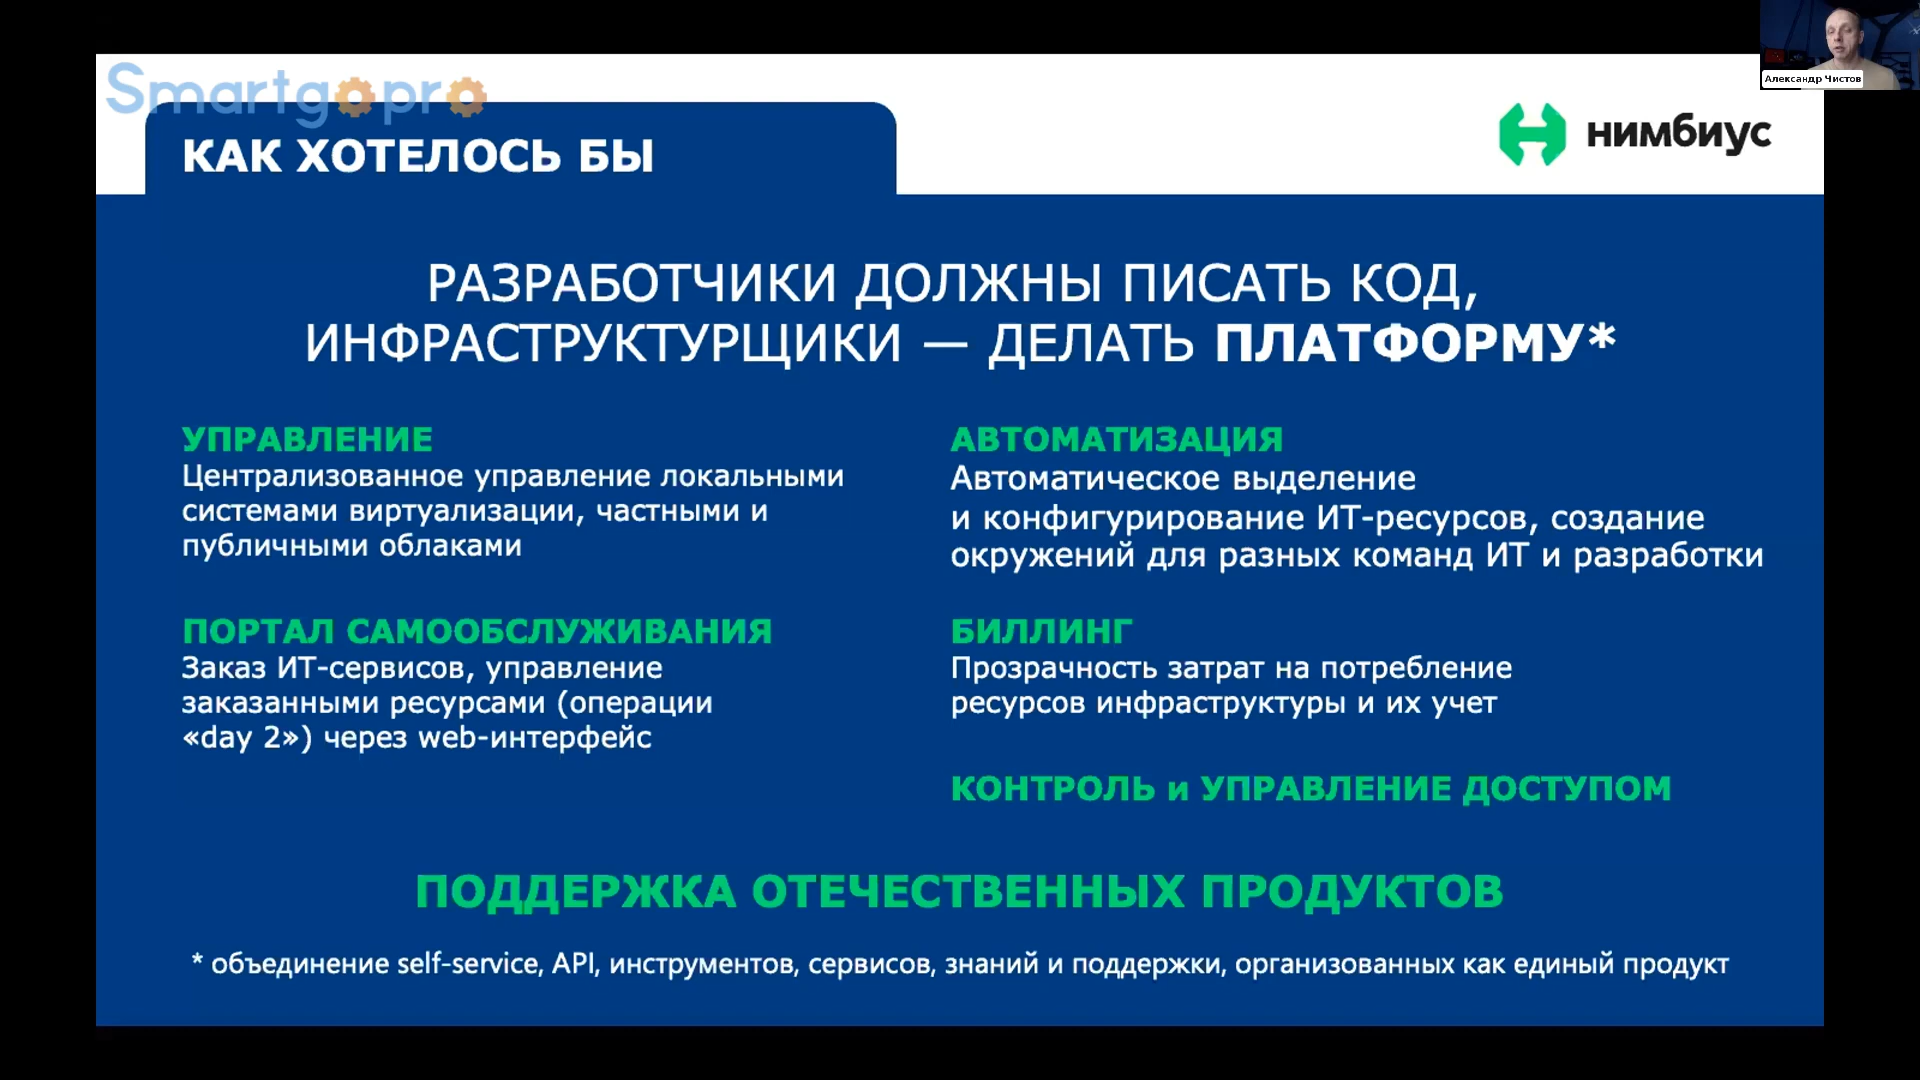 Smartgopro
Александр Чистов
КАК ХОТЕЛОСЬ БЫ
нимбиус
РАЗРАБОТЧИКИ ДОЛЖНЫ ПИСАТЬ КОД,
ИНФРАСТРУКТУРЩИКИ — ДЕЛАТЬ ПЛАТФОРМУ*
УПРАВЛЕНИЕ
Централизованное управление локальными
системами виртуализации, частными и
публичными облаками
ПОРТАЛ САМООБСЛУЖИВАНИЯ
Заказ ИТ-сервисов, управление
заказанными ресурсами (операции
«day 2») через web-интерфейс
АВТОМАТИЗАЦИЯ
Автоматическое выделение
и конфигурирование ИТ-ресурсов, создание
окружений для разных команд ИТ и разработки
БИЛЛИНГ
Прозрачность затрат на потребление
ресурсов инфраструктуры и их учет
КОНТРОЛЬ и УПРАВЛЕНИЕ ДОСТУПОМ
ПОДДЕРЖКА ОТЕЧЕСТВЕННЫХ ПРОДУКТОВ
* объединение self-service, API, инструментов, сервисов, знаний и поддержки, организованных как единый продукт